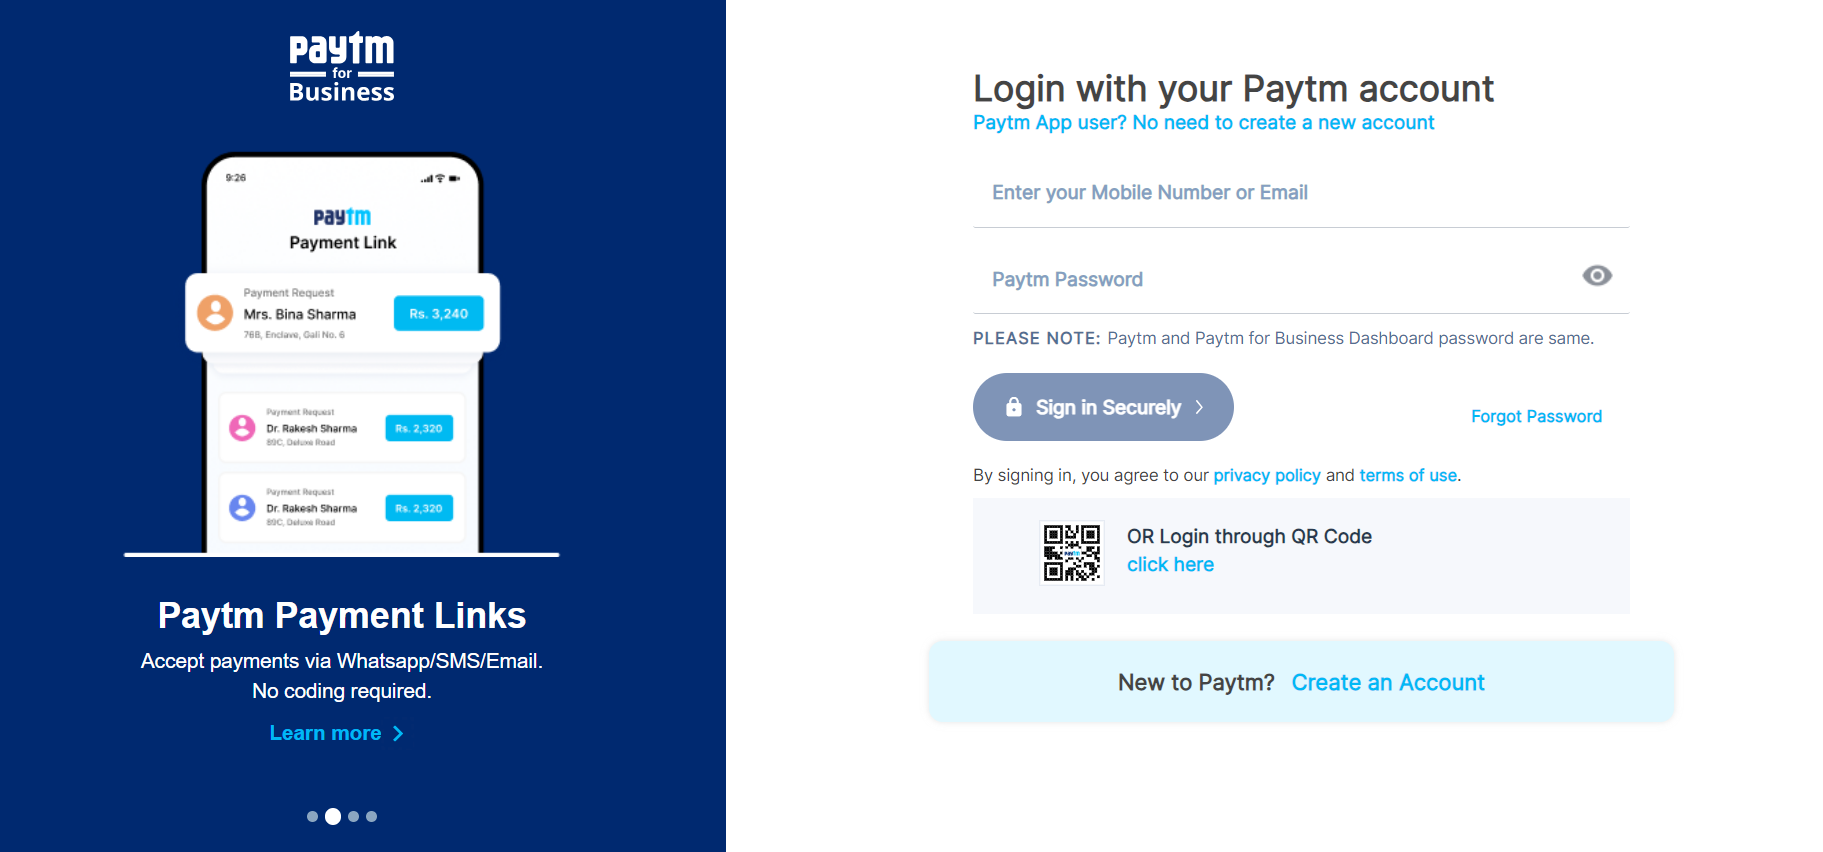 paytm
for
Business
9:26
paytm
Payment Link
Payment Request
Mrs. Bina Sharma
Rs. 3,240
76B, Enclave, Gali No. 6
Payment Request
Dr. Rakesh Sharma
Rs. 2,320
89C, Deluxe Road
Payment Request
Dr. Rakesh Sharma
Rs. 2,320
89C, Deluxe Road
Paytm Payment Links
Accept payments via Whatsapp/SMS/Email.
No coding required.
Learn more
Login with your Paytm account
Paytm App user? No need to create a new account
Enter your Mobile Number or Email
Paytm Password
PLEASE NOTE: Paytm and Paytm for Business Dashboard password are same.
Sign in Securely
Forgot Password
By signing in, you agree to our privacy policy and terms of use.
paytm
OR Login through QR Code
click here
New to Paytm? Create an Account